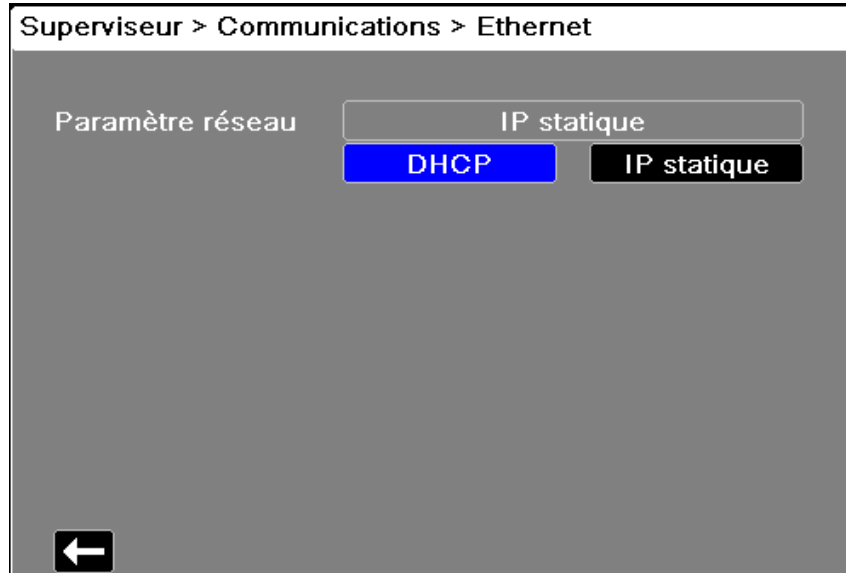 Superviseur > Communications > Ethernet
Paramètre réseau IP statique
DHCP IP statique